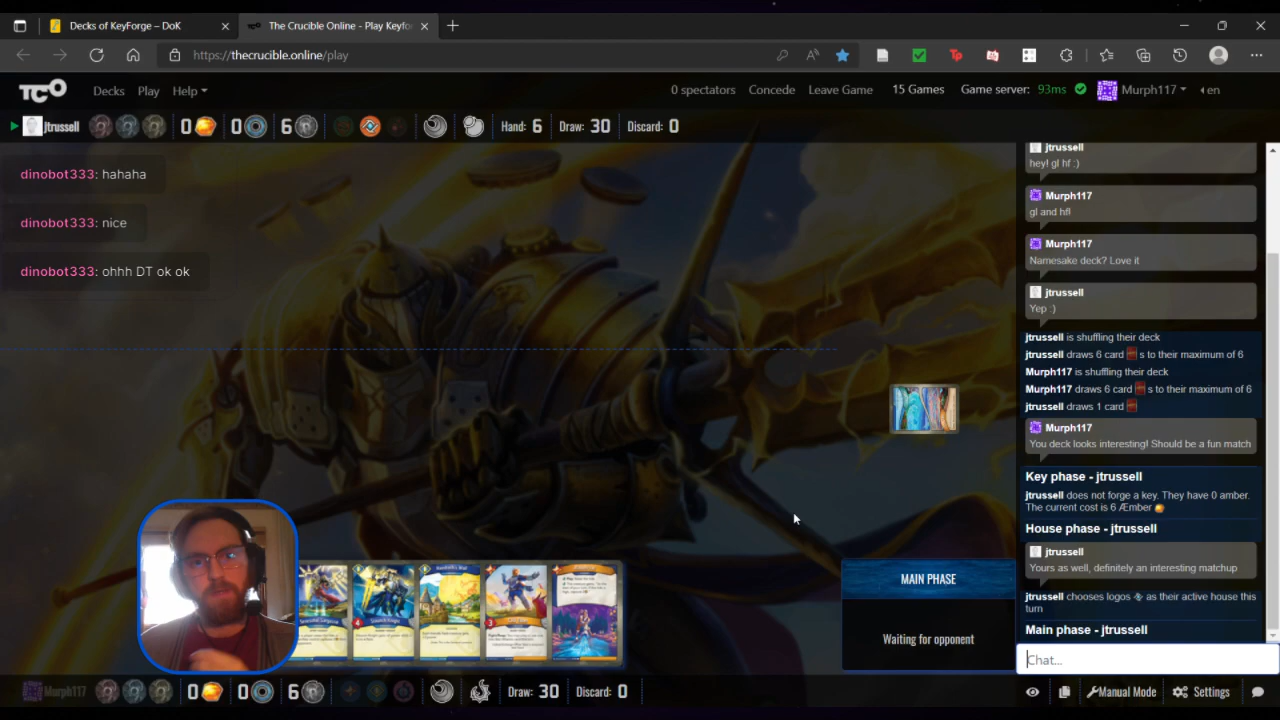 Decks of KeyForge – DoK
The Crucible Online - Play Keyfo
https://thecrucible.online/play
TCO
Decks
Play
Help
0 spectators
Concede
Leave Game
15 Games
Game server: 93ms
Murph117
en
jtrussell
0
0
6
Hand: 6
Draw: 30
Discard: 0
dinobot333: hahaha
dinobot333: nice
dinobot333: ohhh DT ok ok
jtrussell
hey! gl hf :)
Murph117
gl and hf!
Murph117
Namesake deck? Love it
jtrussell
Yep :)
jtrussell is shuffling their deck
jtrussell draws 6 card s to their maximum of 6
Murph117 is shuffling their deck
Murph117 draws 6 card s to their maximum of 6
jtrussell draws 1 card
Murph117
You deck looks interesting! Should be a fun match
Key phase - jtrussell
jtrussell does not forge a key. They have 0 amber.
The current cost is 6 Æmber
House phase - jtrussell
jtrussell
Yours as well, definitely an interesting matchup
jtrussell chooses logos as their active house this
turn
Main phase - jtrussell
MAIN PHASE
Waiting for opponent
Chat...
Murph117
0
0
6
Draw: 30
Discard: 0
Manual Mode
Settings